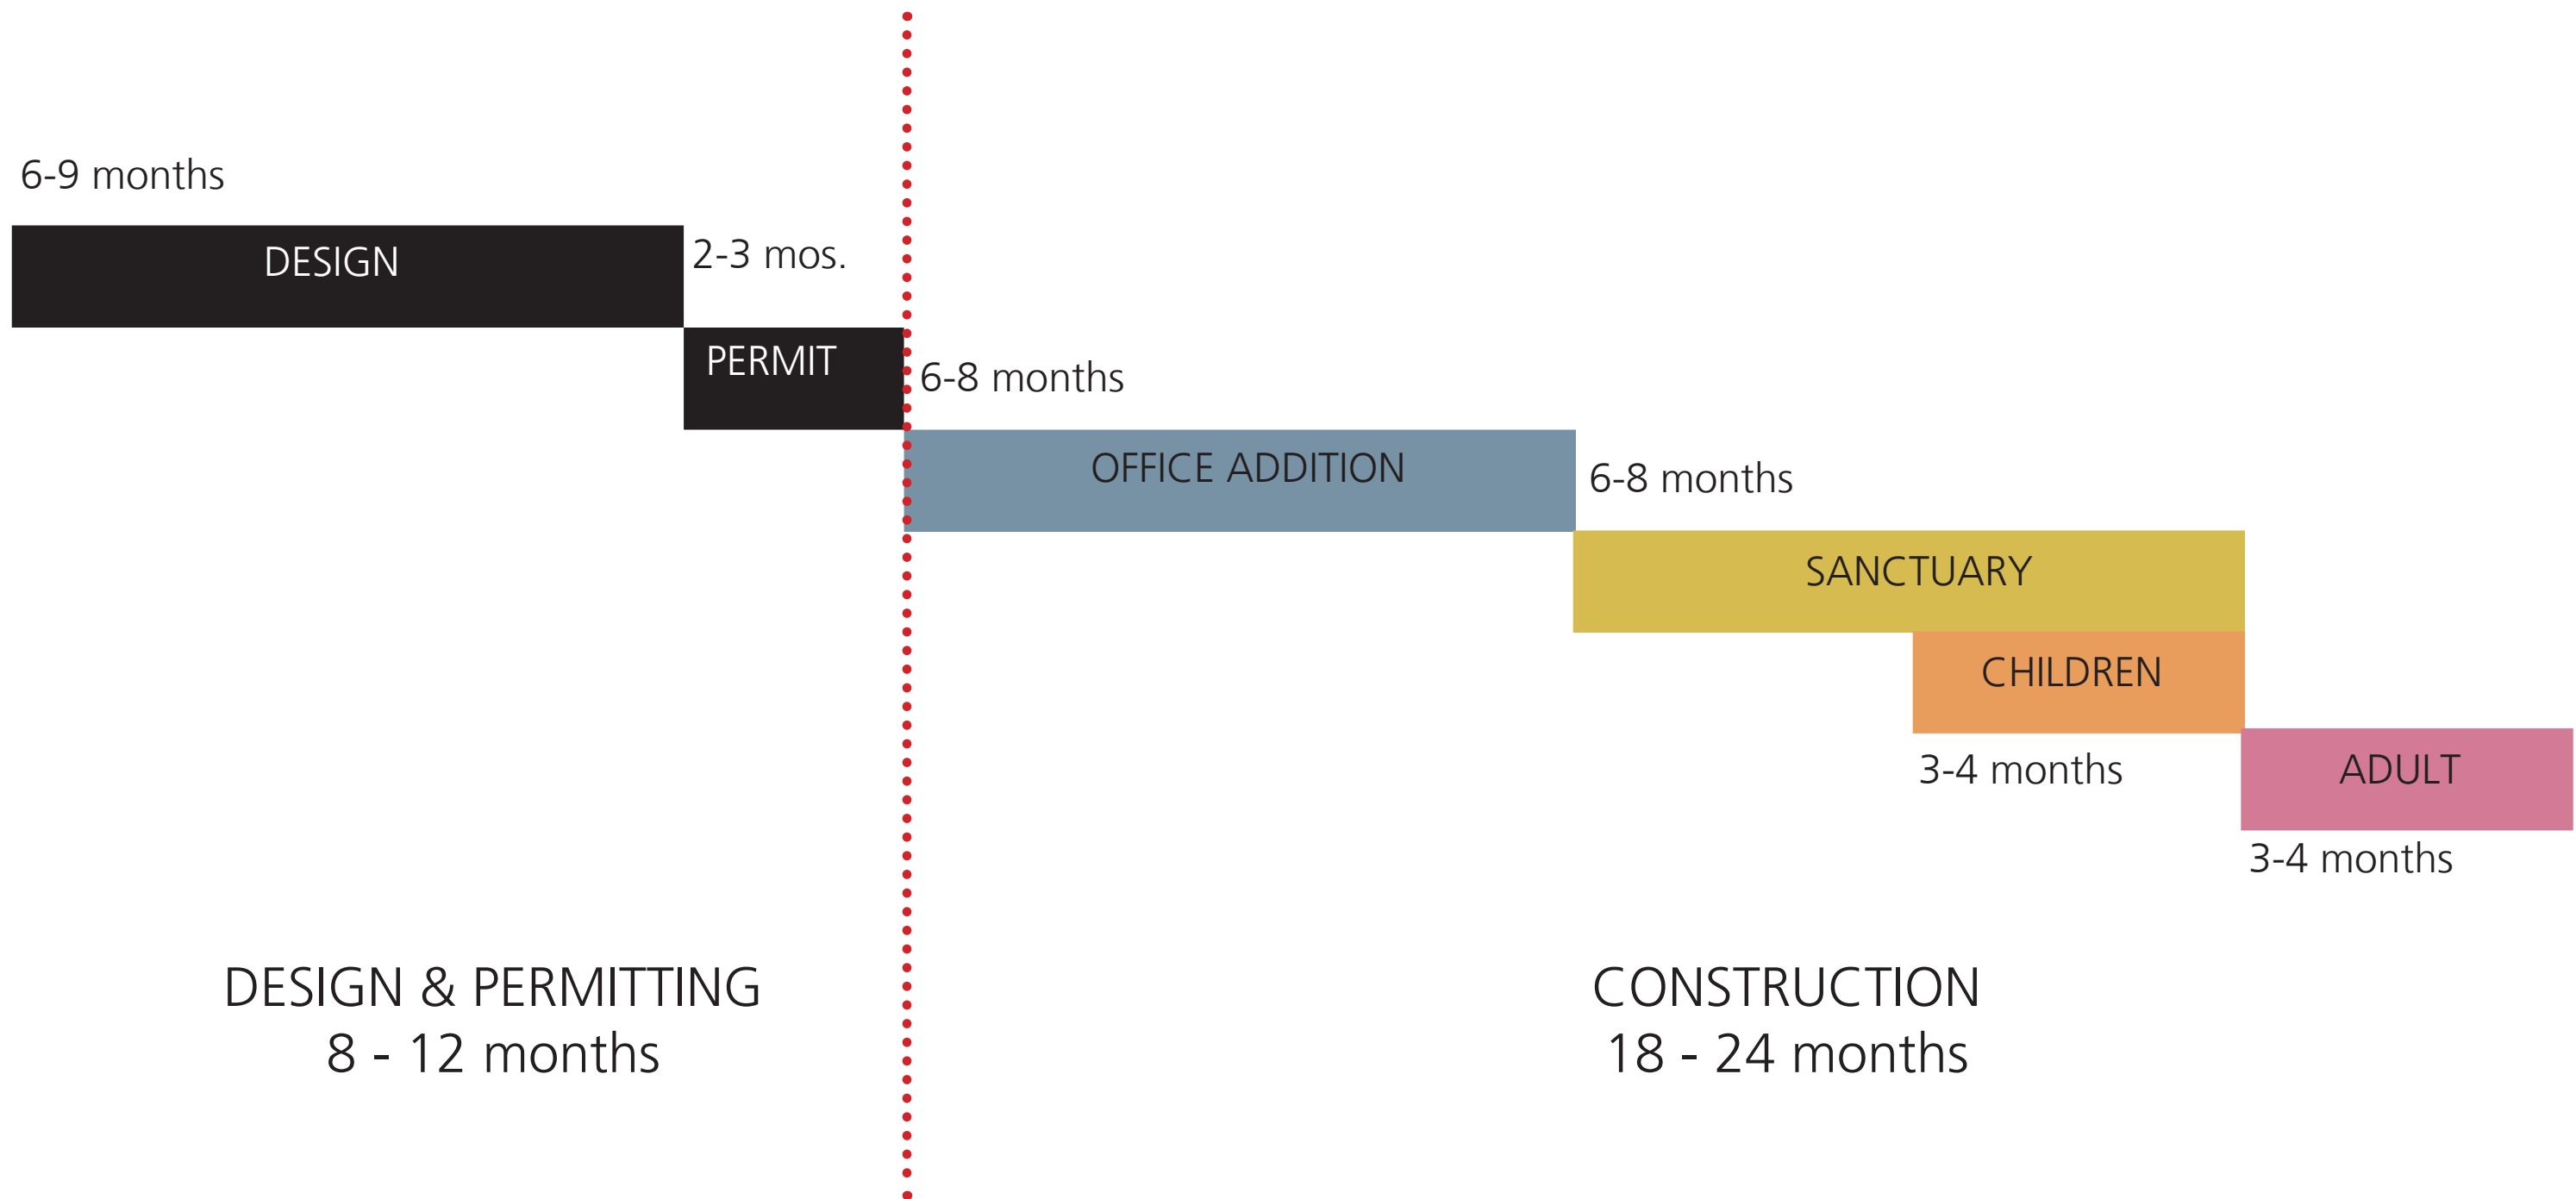 6-9 months
DESIGN
2-3 mos.
PERMIT
6-8 months
OFFICE ADDITION
6-8 months
SANCTUARY
CHILDREN
3-4 months
ADULT
3-4 months
DESIGN & PERMITTING
8 - 12 months
CONSTRUCTION
18 - 24 months